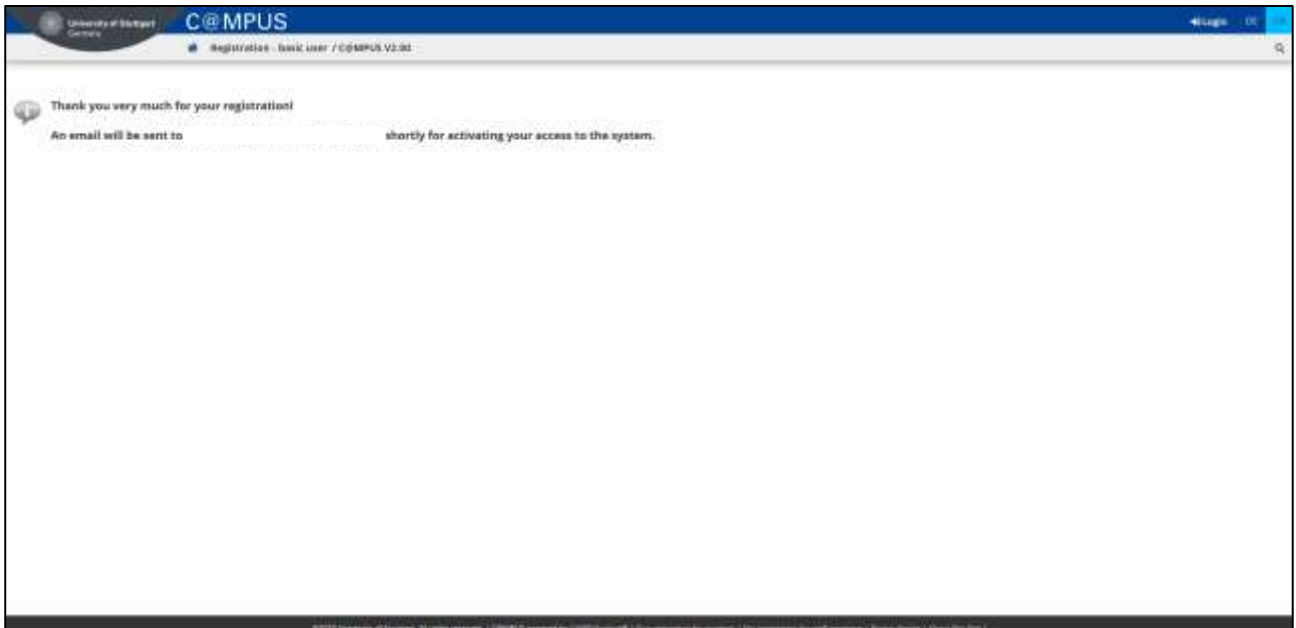 University of Stuttgart
Germany
C@MPUS
Login DE EN
Registration - basic user / C@MPUS V2.00
Thank you very much for your registration!
An email will be sent to shortly for activating your access to the system.